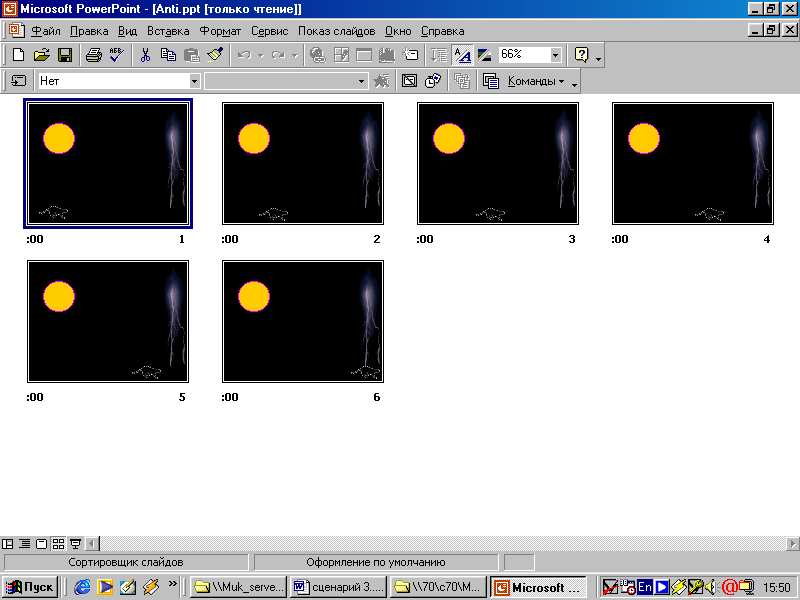 Microsoft PowerPoint - [Anti.ppt [только чтение]]
Файл Правка Вид Вставка Формат Сервис Показ слайдов Окно Справка
66%
Нет Команды
:00 1 :00 2 :00 3 :00 4
:00 5 :00 6
Сортировщик слайдов Оформление по умолчанию
Пуск » \\Muk_serve... сценарий 3.... \\70\c70\M... Microsoft ... En 15:50